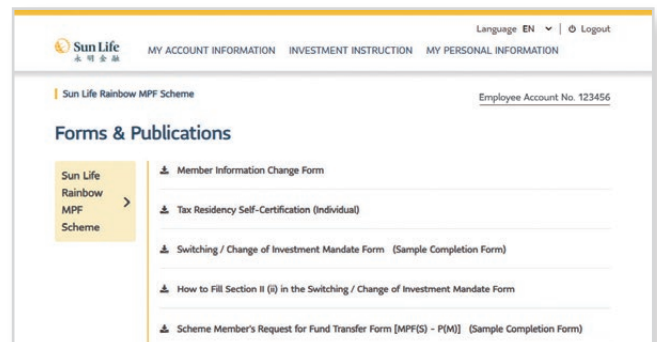 Language EN | Logout
Sun Life
永明金融
MY ACCOUNT INFORMATION INVESTMENT INSTRUCTION MY PERSONAL INFORMATION
Sun Life Rainbow MPF Scheme
Employee Account No. 123456
Forms & Publications
Sun Life
Rainbow
MPF
Scheme
Member Information Change Form
Tax Residency Self-Certification (Individual)
Switching / Change of Investment Mandate Form (Sample Completion Form)
How to Fill Section II (ii) in the Switching / Change of Investment Mandate Form
Scheme Member's Request for Fund Transfer Form [MPF(S) - P(M)] (Sample Completion Form)